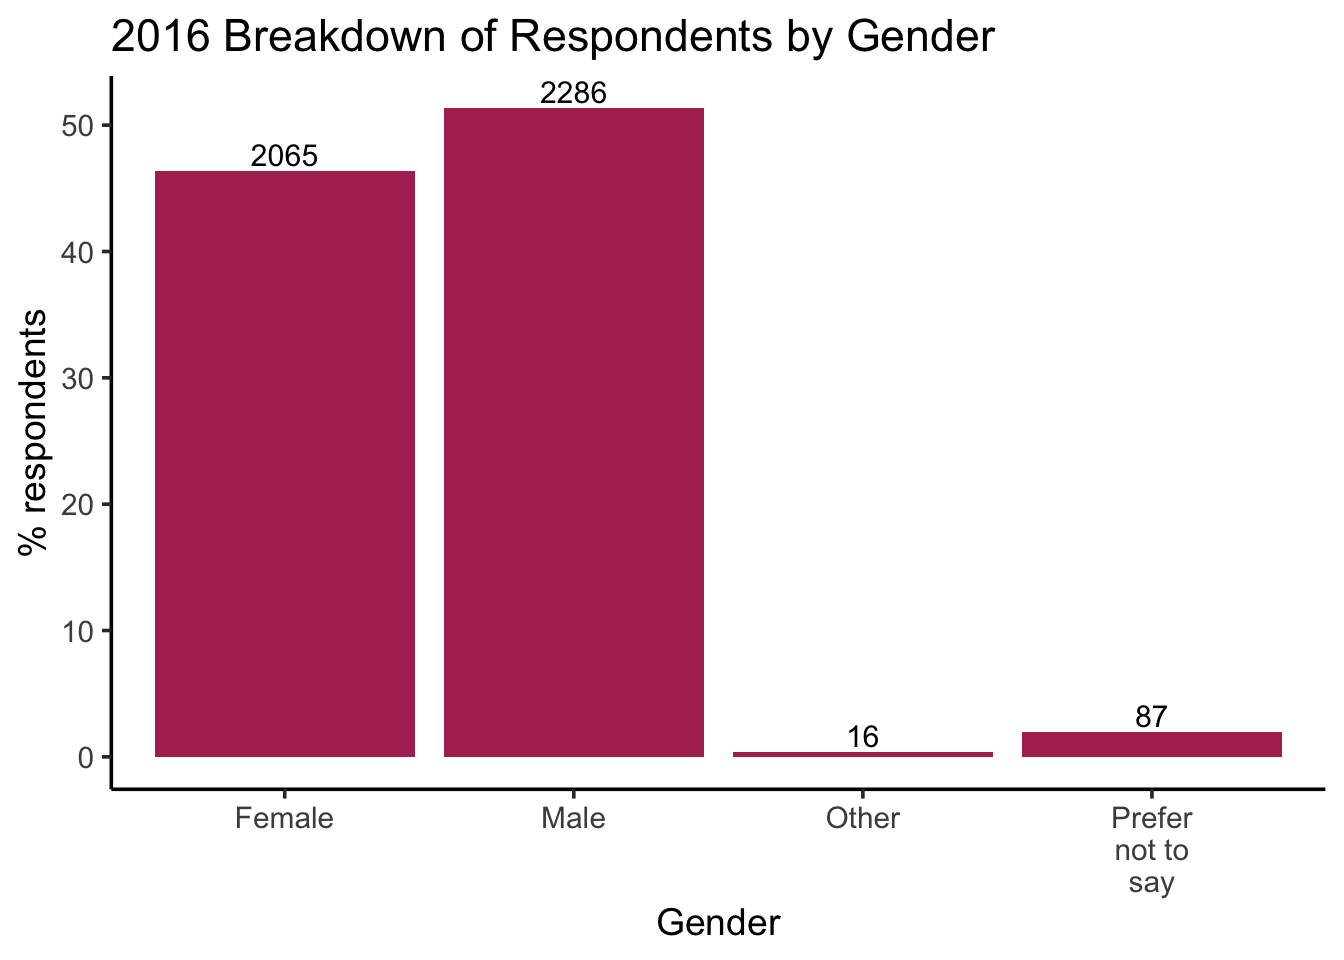 2016 Breakdown of Respondents by Gender
% respondents
50
40
30
20
10
0
2065
2286
16
87
Female
Male
Other
Prefer
not to
say
Gender